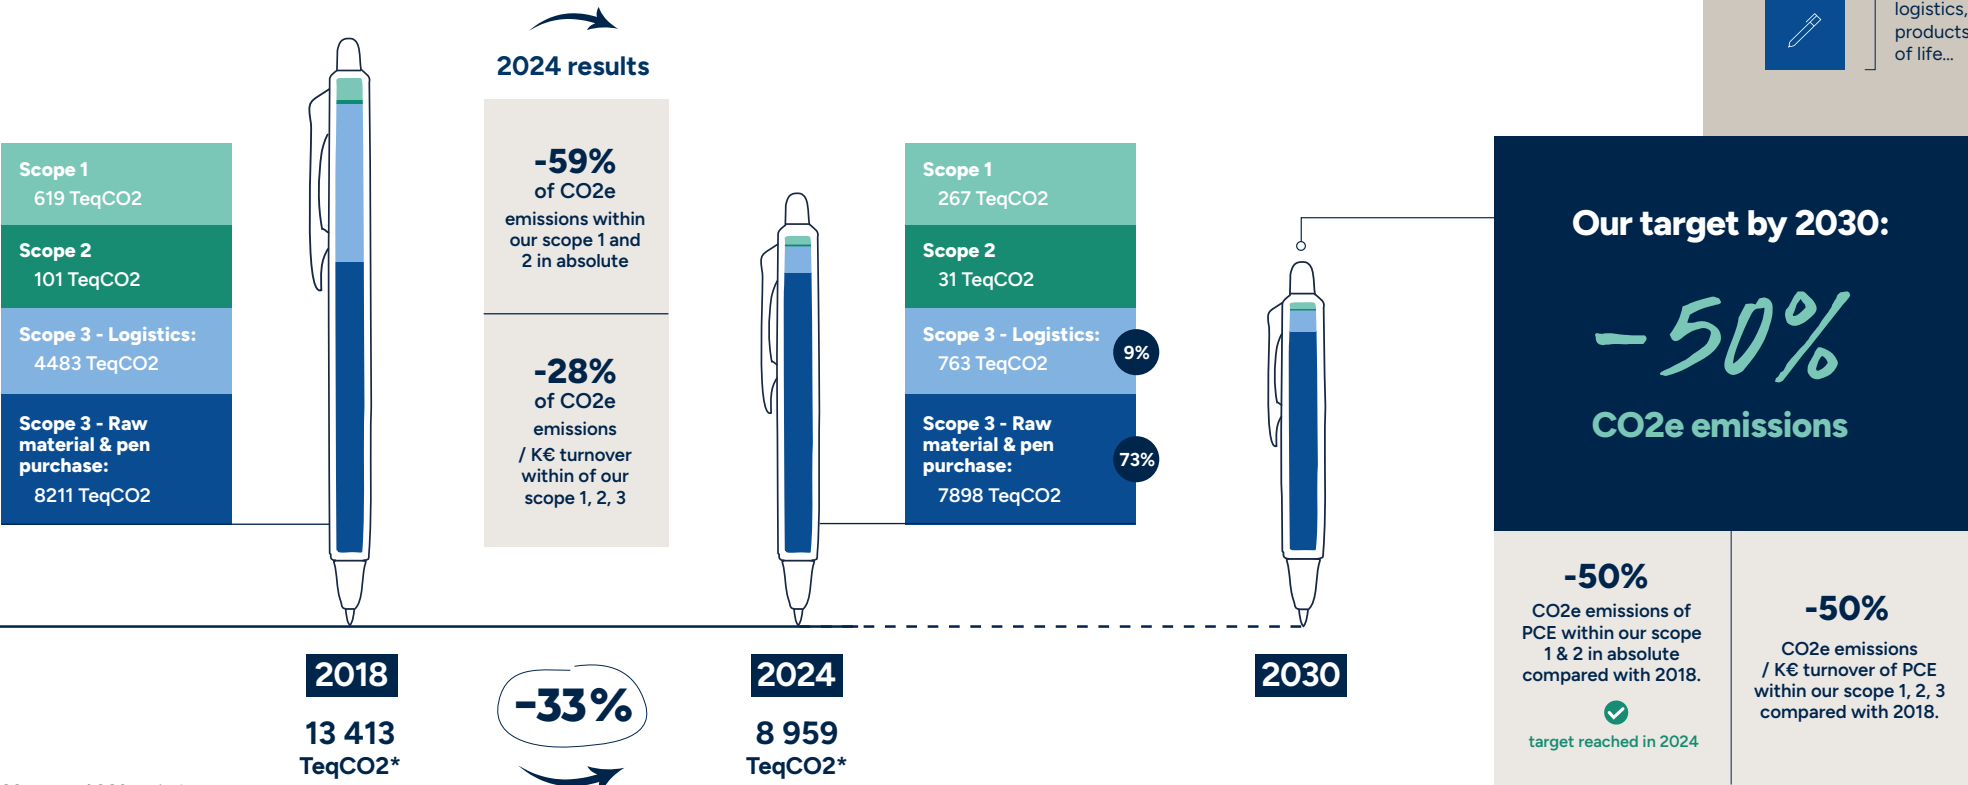 logistics,
products
of life...
2024 results
Scope 1
619 TeqCO2
Scope 2
101 TeqCO2
Scope 3 - Logistics:
4483 TeqCO2
Scope 3 - Raw
material & pen
purchase:
8211 TeqCO2
-59%
of CO2e
emissions within
our scope 1 and
2 in absolute
-28%
of CO2e
emissions
/ K€ turnover
within of our
scope 1, 2, 3
Scope 1
267 TeqCO2
Scope 2
31 TeqCO2
Scope 3 - Logistics:
763 TeqCO2
9%
Scope 3 - Raw
material & pen
purchase:
7898 TeqCO2
73%
Our target by 2030:
-50%
CO2e emissions
-50%
CO2e emissions of
PCE within our scope
1 & 2 in absolute
compared with 2018.
target reached in 2024
-50%
CO2e emissions
/ K€ turnover of PCE
within our scope 1, 2, 3
compared with 2018.
2018
13 413
TeqCO2*
-33%
2024
8 959
TeqCO2*
2030